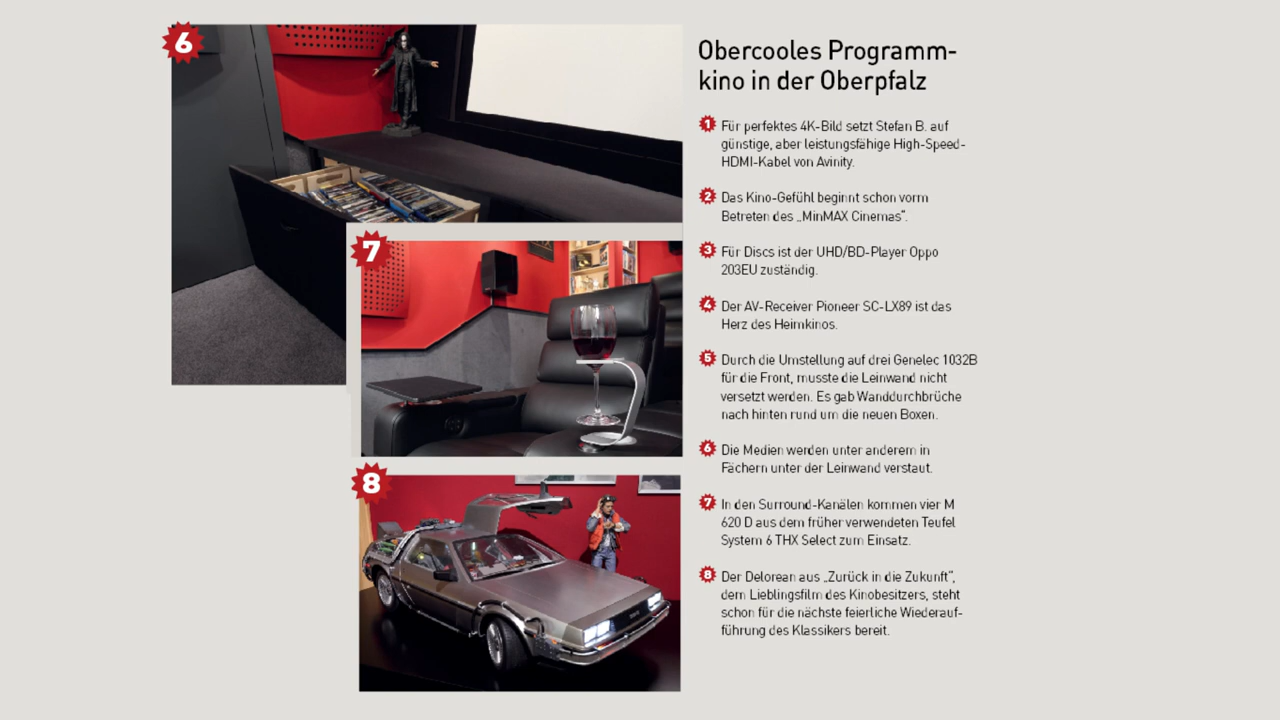 6
7
8
Obercooles Programm-
kino in der Oberpfalz
1 Für perfektes 4K-Bild setzt Stefan B. auf
günstige, aber leistungsfähige High-Speed-
HDMI-Kabel von Avinity.
2 Das Kino-Gefühl beginnt schon vorm
Betreten des „MinMAX Cinemas“.
3 Für Discs ist der UHD/BD-Player Oppo
203EU zuständig.
4 Der AV-Receiver Pioneer SC-LX89 ist das
Herz des Heimkinos.
5 Durch die Umstellung auf drei Genelec 1032B
für die Front, musste die Leinwand nicht
versetzt werden. Es gab Wanddurchbrüche
nach hinten rund um die neuen Boxen.
6 Die Medien werden unter anderem in
Fächern unter der Leinwand verstaut.
7 In den Surround-Kanälen kommen vier M
620 D aus dem früher verwendeten Teufel
System 6 THX Select zum Einsatz.
8 Der Delorean aus „Zurück in die Zukunft“,
dem Lieblingsfilm des Kinobesitzers, steht
schon für die nächste feierliche Wiederauf-
führung des Klassikers bereit.